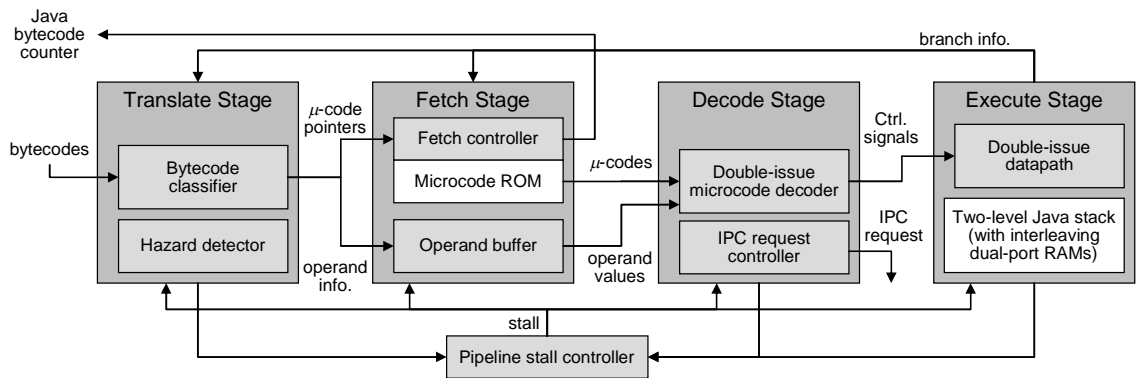 Java
bytecode
counter
branch info.
Translate Stage
Fetch Stage
Decode Stage
Execute Stage
bytecodes
Bytecode
classifier
Hazard detector
μ-code
pointers
operand
info.
Fetch controller
Microcode ROM
Operand buffer
μ-codes
operand
values
Double-issue
microcode decoder
IPC request
controller
Ctrl.
signals
IPC
request
Double-issue
datapath
Two-level Java stack
(with interleaving
dual-port RAMs)
stall
Pipeline stall controller